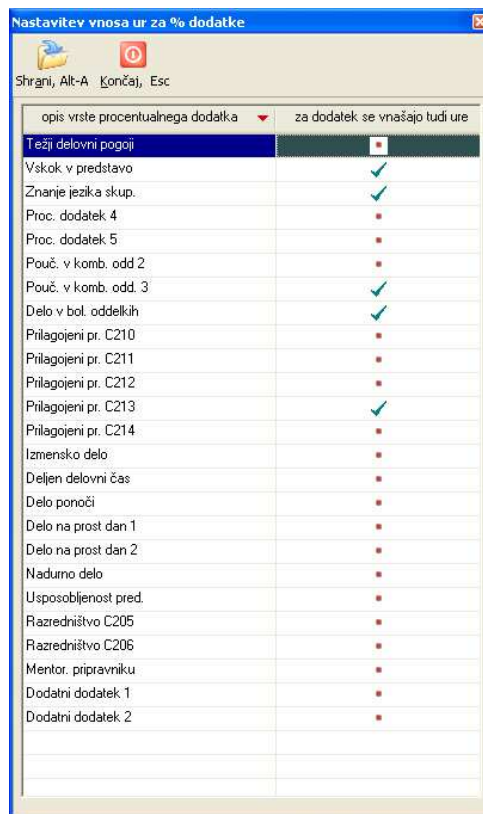 Nastavitev vnosa ur za % dodatke
Shrani, Alt-A Končaj, Esc
opis vrste procentualnega dodatka za dodatek se vnašajo tudi ure
Težji delovni pogoji
Vskok v predstavo
Znanje jezika skup.
Proc. dodatek 4
Proc. dodatek 5
Pouč. v komb. odd 2
Pouč. v komb. odd. 3
Delo v bol. oddelkih
Prilagojeni pr. C210
Prilagojeni pr. C211
Prilagojeni pr. C212
Prilagojeni pr. C213
Prilagojeni pr. C214
Izmensko delo
Deljen delovni čas
Delo ponoči
Delo na prost dan 1
Delo na prost dan 2
Nadurno delo
Usposobljenost pred.
Razredništvo C205
Razredništvo C206
Mentor. pripravniku
Dodatni dodatek 1
Dodatni dodatek 2